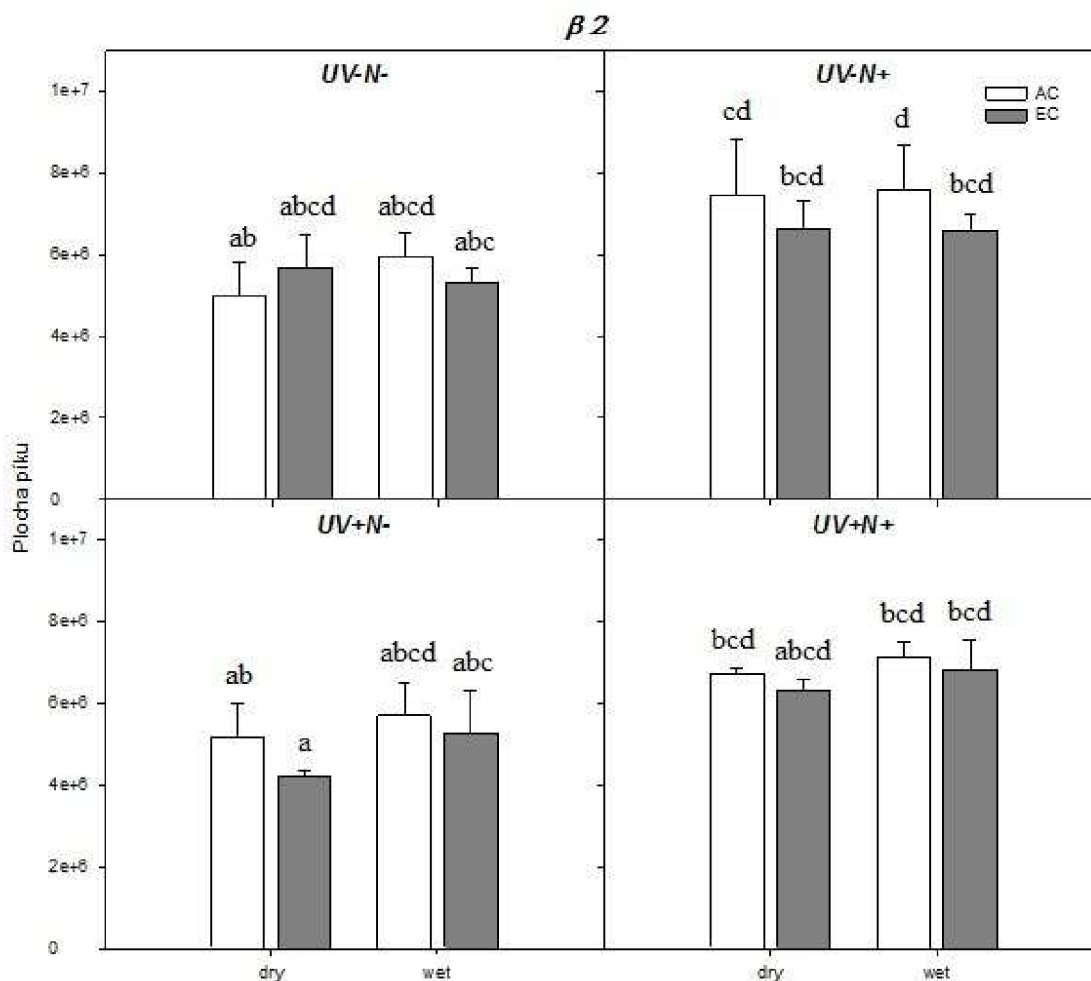 β 2
UV-N-
UV-N+
1e+7
8e+6
6e+6
4e+6
2e+6
0
AC
EC
ab
abcd
abcd
abc
cd
bcd
d
bcd
Plocha píku
UV+N-
UV+N+
1e+7
8e+6
6e+6
4e+6
2e+6
0
ab
a
abcd
abc
bcd
abcd
bcd
bcd
dry
wet
dry
wet